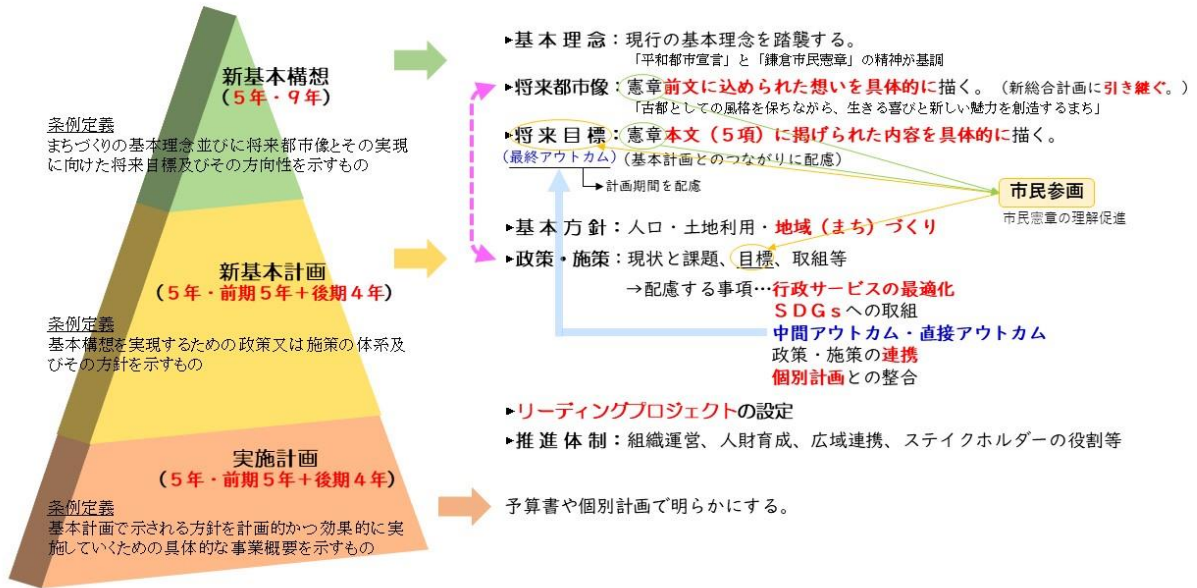 新基本構想
(5年・9年)
条例定義
まちづくりの基本理念並びに将来都市像とその実現
に向けた将来目標及びその方向性を示すもの
▶基本理念：現行の基本理念を踏襲する。
「平和都市宣言」と「鎌倉市民憲章」の精神が基調
▶将来都市像：憲章前文に込められた想いを具体的に描く。（新総合計画に引き継ぐ。）
「古都としての風格を保ちながら、生きる喜びと新しい魅力を創造するまち」
▶将来目標：憲章本文（5項）に掲げられた内容を具体的に描く。
(最終アウトカム)（基本計画とのつながりに配慮）
計画期間を配慮
市民参画
市民憲章の理解促進
新基本計画
(5年・前期5年＋後期4年)
条例定義
基本構想を実現するための政策又は施策の体系及
びその方針を示すもの
▶基本方針：人口・土地利用・地域（まち）づくり
▶政策・施策：現状と課題、目標、取組等
→配慮する事項…行政サービスの最適化
SDGsへの取組
中間アウトカム・直接アウトカム
政策・施策の連携
個別計画との整合
▶リーディングプロジェクトの設定
▶推進体制：組織運営、人財育成、広域連携、ステイクホルダーの役割等
実施計画
(5年・前期5年＋後期4年)
条例定義
基本計画で示される方針を計画的かつ効果的に実
施していくための具体的な事業概要を示すもの
予算書や個別計画で明らかにする。